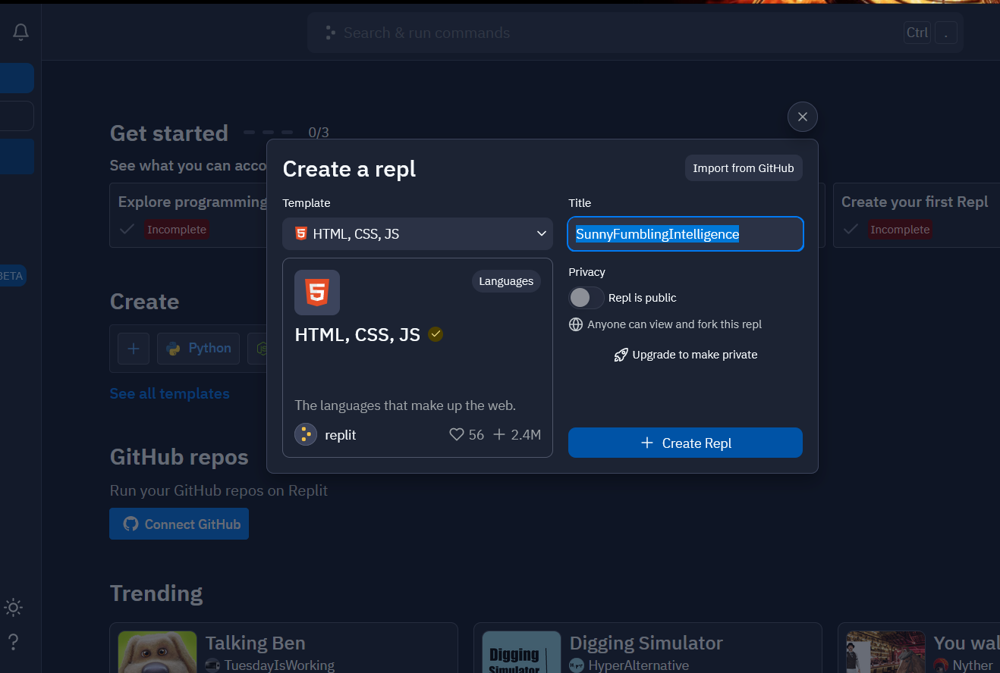 Search & run commands
Ctrl .
Get started 0/3
See what you can acco
Explore programming
Incomplete
Create your first Repl
Incomplete
Create a repl
Import from GitHub
Template
HTML, CSS, JS
Languages
HTML, CSS, JS
The languages that make up the web.
replit 56 2.4M
Title
SunnyFumblingIntelligence
Privacy
Repl is public
Anyone can view and fork this repl
Upgrade to make private
Create Repl
BETA
Create
Python
See all templates
GitHub repos
Run your GitHub repos on Replit
Connect GitHub
Trending
Talking Ben
TuesdayIsWorking
Digging
Simulator
Digging Simulator
HyperAlternative
You wal
Nyther